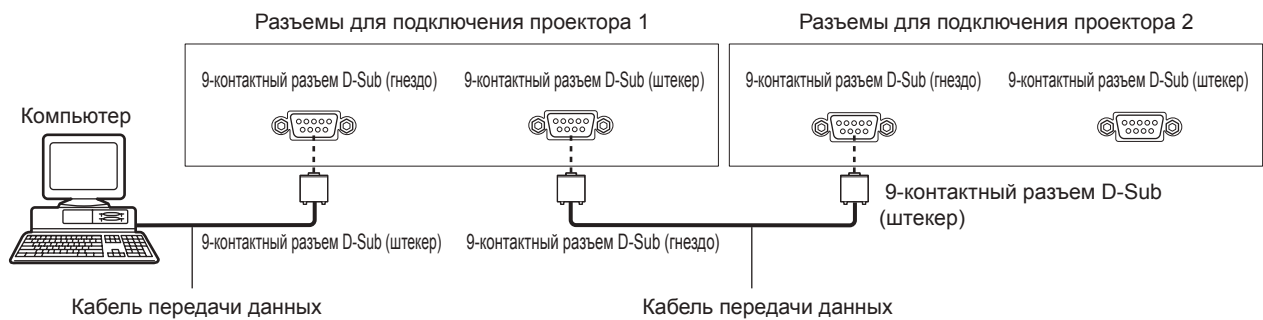 Разъемы для подключения проектора 1
Разъемы для подключения проектора 2
9-контактный разъем D-Sub (гнездо)
9-контактный разъем D-Sub (штекер)
9-контактный разъем D-Sub (гнездо)
9-контактный разъем D-Sub (штекер)
Компьютер
9-контактный разъем D-Sub
(штекер)
9-контактный разъем D-Sub (штекер)
9-контактный разъем D-Sub (гнездо)
Кабель передачи данных
Кабель передачи данных